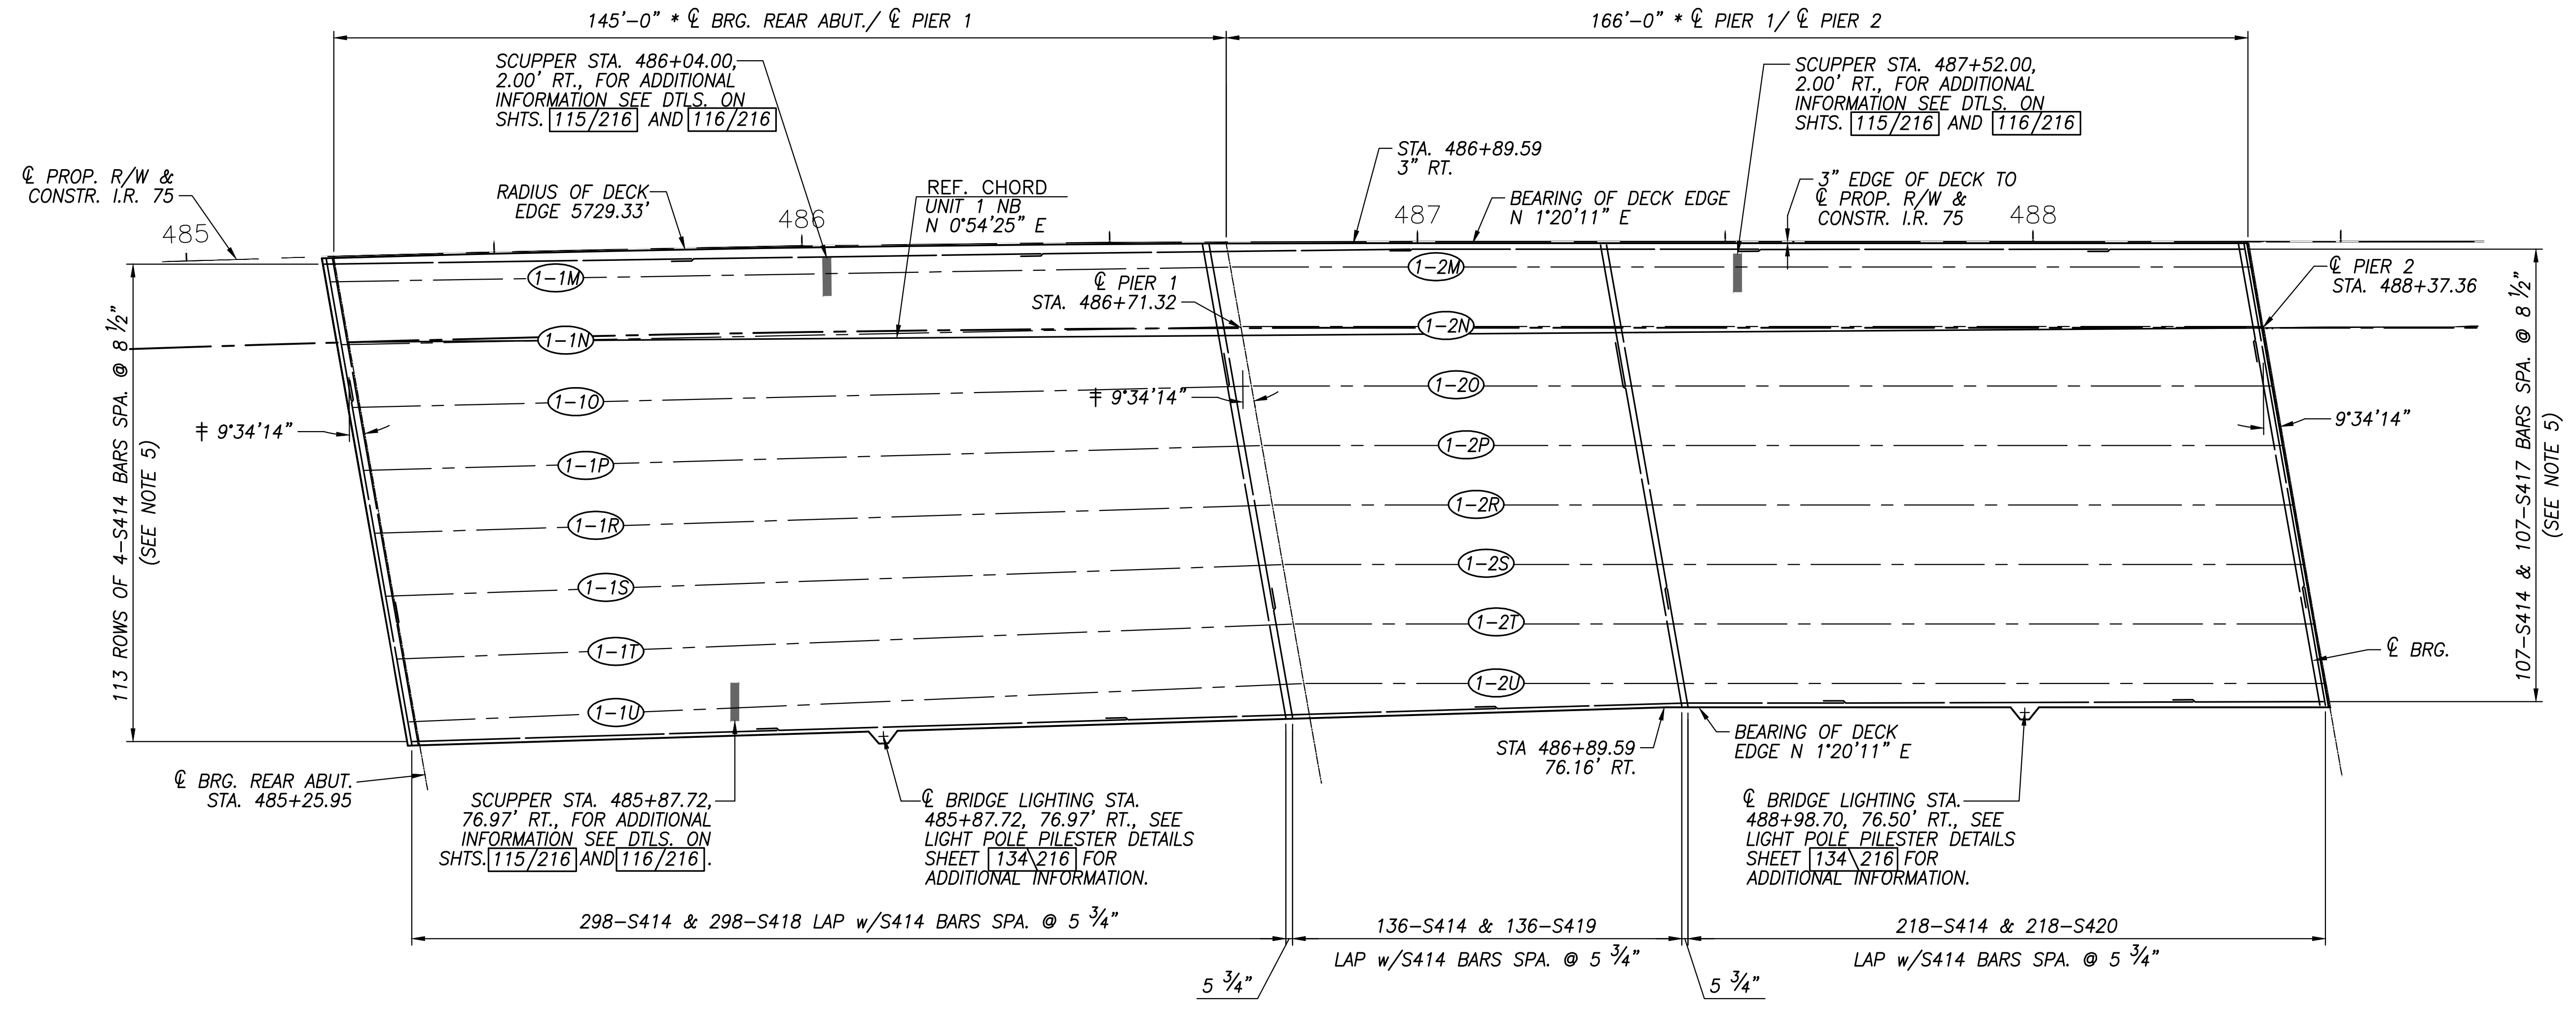 145'-0" * ℄ BRG. REAR ABUT./ ℄ PIER 1
166'-0" * ℄ PIER 1/ ℄ PIER 2
SCUPPER STA. 486+04.00,
2.00' RT., FOR ADDITIONAL
INFORMATION SEE DTLS. ON
SHTS. 115/216 AND 116/216
SCUPPER STA. 487+52.00,
2.00' RT., FOR ADDITIONAL
INFORMATION SEE DTLS. ON
SHTS. 115/216 AND 116/216
℄ PROP. R/W &
CONSTR. I.R. 75
485
RADIUS OF DECK
EDGE 5729.33'
486
REF. CHORD
UNIT 1 NB
N 0°54'25" E
STA. 486+89.59
3" RT.
487
BEARING OF DECK EDGE
N 1°20'11" E
3" EDGE OF DECK TO
℄ PROP. R/W &
CONSTR. I.R. 75
488
℄ PIER 1
STA. 486+71.32
℄ PIER 2
STA. 488+37.36
1-1M
1-2M
1-1N
1-2N
1-1O
1-2O
1-1P
1-2P
1-1R
1-2R
1-1S
1-2S
1-1T
1-2T
1-1U
1-2U
ǂ 9°34'14"
ǂ 9°34'14"
9°34'14"
113 ROWS OF 4-S414 BARS SPA. @ 8 1/2"
(SEE NOTE 5)
107-S414 & 107-S417 BARS SPA. @ 8 1/2"
(SEE NOTE 5)
℄ BRG.
BEARING OF DECK
EDGE N 1°20'11" E
STA 486+89.59
76.16' RT.
℄ BRG. REAR ABUT.
STA. 485+25.95
SCUPPER STA. 485+87.72,
76.97' RT., FOR ADDITIONAL
INFORMATION SEE DTLS. ON
SHTS. 115/216 AND 116/216 .
℄ BRIDGE LIGHTING STA.
485+87.72, 76.97' RT., SEE
LIGHT POLE PILESTER DETAILS
SHEET 134\216 FOR
ADDITIONAL INFORMATION.
℄ BRIDGE LIGHTING STA.
488+98.70, 76.50' RT., SEE
LIGHT POLE PILESTER DETAILS
SHEET 134\216 FOR
ADDITIONAL INFORMATION.
298-S414 & 298-S418 LAP w/S414 BARS SPA. @ 5 3/4"
136-S414 & 136-S419
LAP w/S414 BARS SPA. @ 5 3/4"
218-S414 & 218-S420
LAP w/S414 BARS SPA. @ 5 3/4"
5 3/4"
5 3/4"